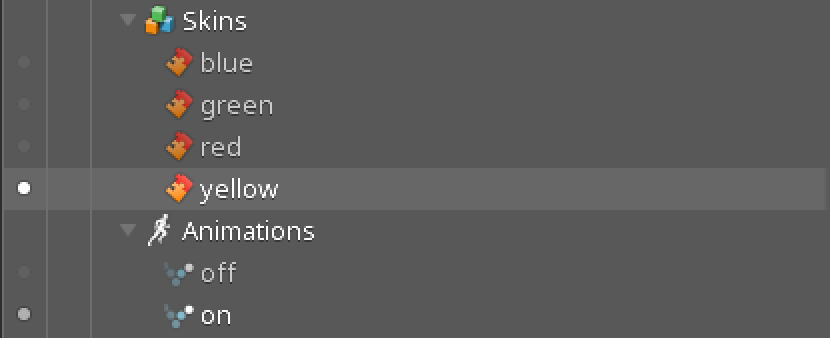 Skins
blue
green
red
yellow
Animations
off
on